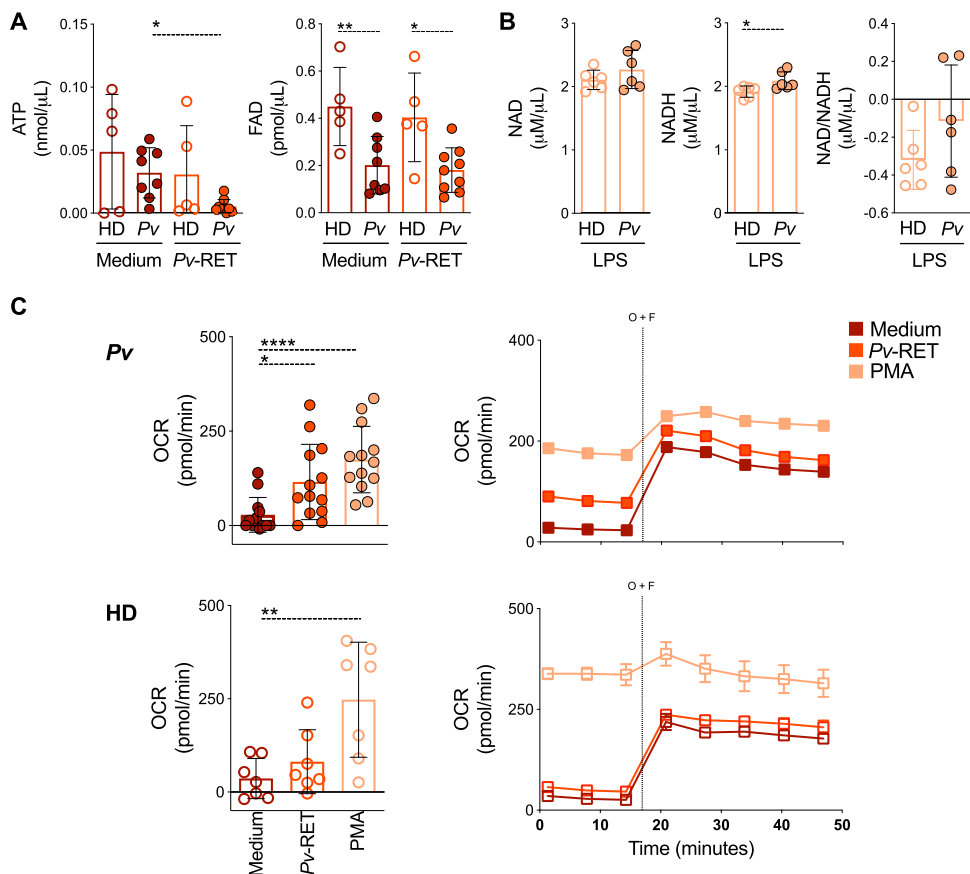 A
*
ATP
(nmol/μL)
0.15
0.10
0.05
0.00
HD
Pv
HD
Pv
Medium
Pv-RET
**
*
FAD
(pmol/μL)
0.8
0.6
0.4
0.2
0.0
HD
Pv
HD
Pv
Medium
Pv-RET
B
NAD
(μM/μL)
3
2
1
0
HD
Pv
LPS
*
NADH
(μM/μL)
3
2
1
0
HD
Pv
LPS
NAD/NADH
(μM/μL)
0.4
0.2
0.0
-0.2
-0.4
-0.6
HD
Pv
LPS
C
Pv
****
*
OCR
(pmol/min)
500
250
0
O + F
Medium
Pv-RET
PMA
OCR
(pmol/min)
400
200
0
HD
**
OCR
(pmol/min)
500
250
0
Medium
Pv-RET
PMA
O + F
OCR
(pmol/min)
500
250
0
0
10
20
30
40
50
Time (minutes)